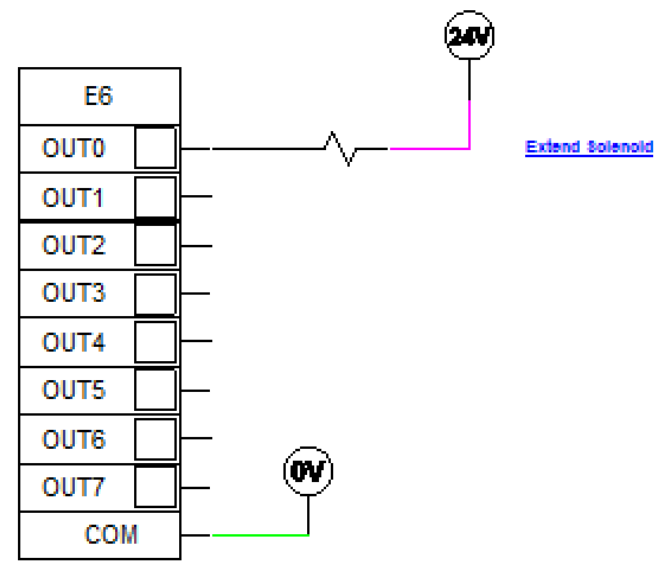 24V
E6
OUT0
Extend Solenoid
OUT1
OUT2
OUT3
OUT4
OUT5
OUT6
0V
OUT7
COM